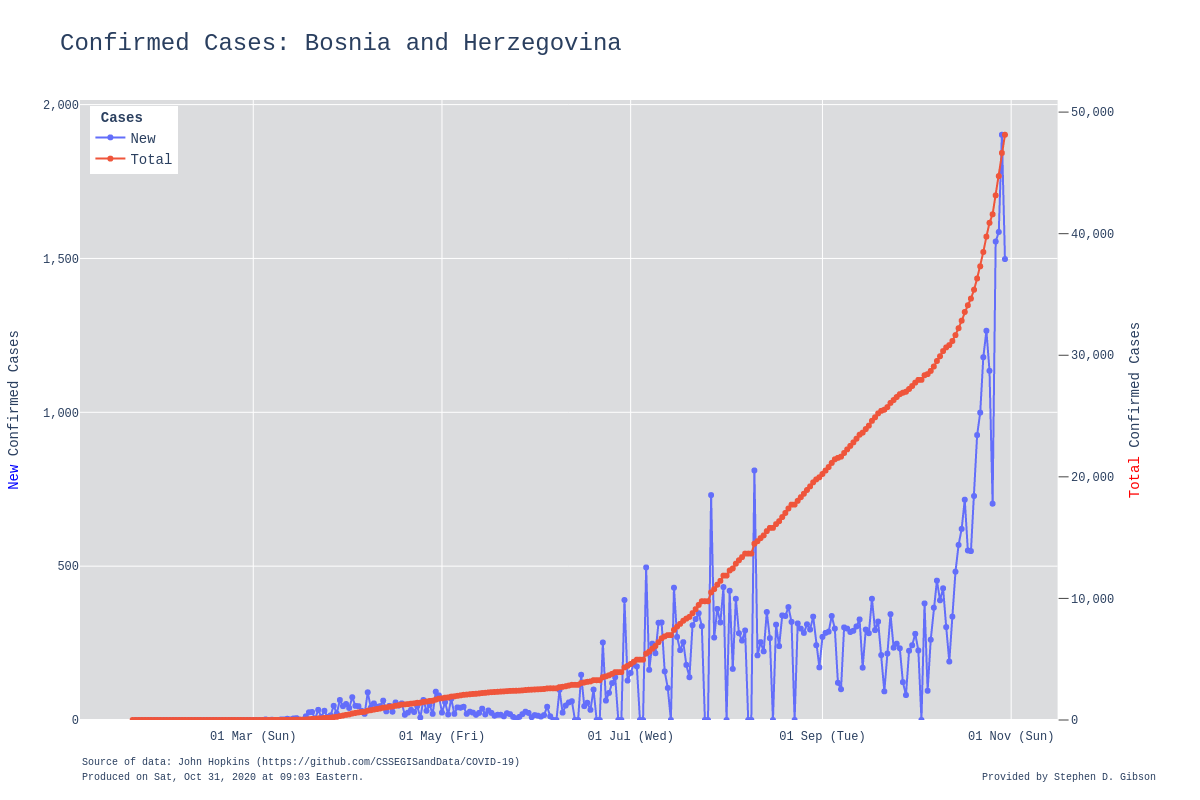 Confirmed Cases: Bosnia and Herzegovina
Cases
New
Total
2,000
1,500
1,000
500
0
50,000
40,000
30,000
20,000
10,000
0
New Confirmed Cases
Total Confirmed Cases
01 Mar (Sun)
01 May (Fri)
01 Jul (Wed)
01 Sep (Tue)
01 Nov (Sun)
Source of data: John Hopkins (https://github.com/CSSEGISandData/COVID-19)
Produced on Sat, Oct 31, 2020 at 09:03 Eastern.
Provided by Stephen D. Gibson